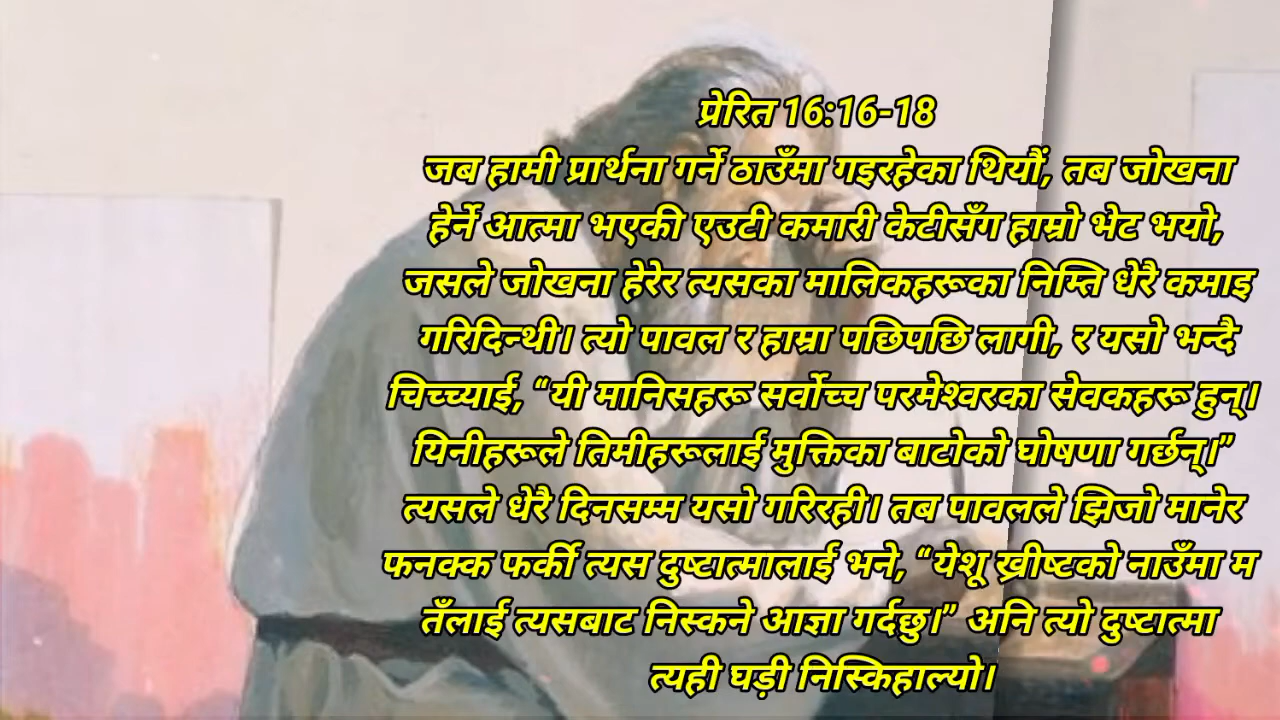 प्रेरित 16:16-18
जब हामी प्रार्थना गर्ने ठाउँमा गइरहेका थियौं, तब जोखना
हेर्ने आत्मा भएकी एउटी कमारी केटीसँग हाम्रो भेट भयो,
जसले जोखना हेरेर त्यसका मालिकहरूका निम्ति धेरै कमाइ
गरिदिन्थी। त्यो पावल र हाम्रा पछिपछि लागी, र यसो भन्दै
चिच्च्याई, “यी मानिसहरू सर्वोच्च परमेश्वरका सेवकहरू हुन्।
यिनीहरूले तिमीहरूलाई मुक्तिका बाटोको घोषणा गर्छन्।”
त्यसले धेरै दिनसम्म यसो गरिरही। तब पावलले झिजो मानेर
फनक्क फर्की त्यस दुष्टात्मालाई भने, “येशू ख्रीष्टको नाउँमा म
तँलाई त्यसबाट निस्कने आज्ञा गर्दछु।” अनि त्यो दुष्टात्मा
त्यही घड़ी निस्किहाल्यो।